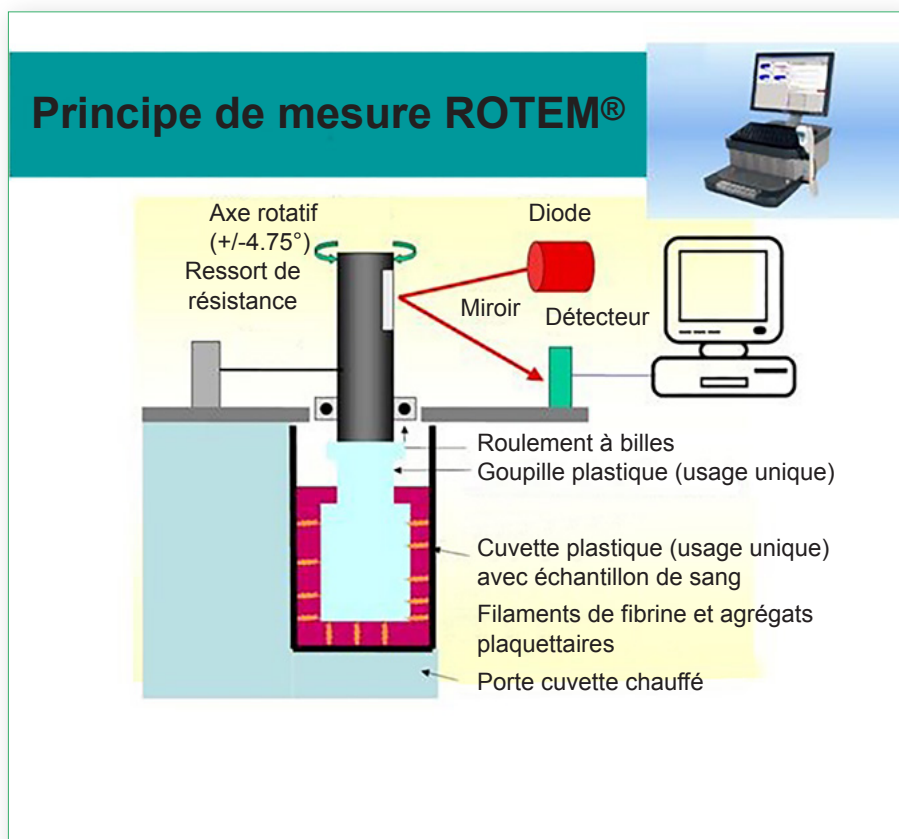 Principe de mesure ROTEM®
Axe rotatif
(+/-4.75°)
Ressort de
résistance
Diode
Miroir
Détecteur
Roulement à billes
Goupille plastique (usage unique)
Cuvette plastique (usage unique)
avec échantillon de sang
Filaments de fibrine et agrégats
plaquettaires
Porte cuvette chauffé